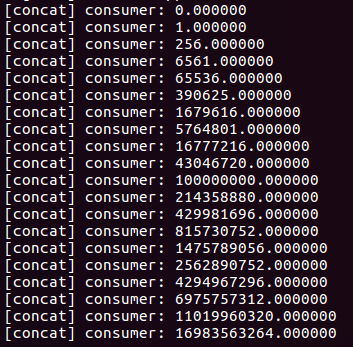 [concat] consumer: 0.000000
[concat] consumer: 1.000000
[concat] consumer: 256.000000
[concat] consumer: 6561.000000
[concat] consumer: 65536.000000
[concat] consumer: 390625.000000
[concat] consumer: 1679616.000000
[concat] consumer: 5764801.000000
[concat] consumer: 16777216.000000
[concat] consumer: 43046720.000000
[concat] consumer: 100000000.000000
[concat] consumer: 214358880.000000
[concat] consumer: 429981696.000000
[concat] consumer: 815730752.000000
[concat] consumer: 1475789056.000000
[concat] consumer: 2562890752.000000
[concat] consumer: 4294967296.000000
[concat] consumer: 6975757312.000000
[concat] consumer: 11019960320.000000
[concat] consumer: 16983563264.000000